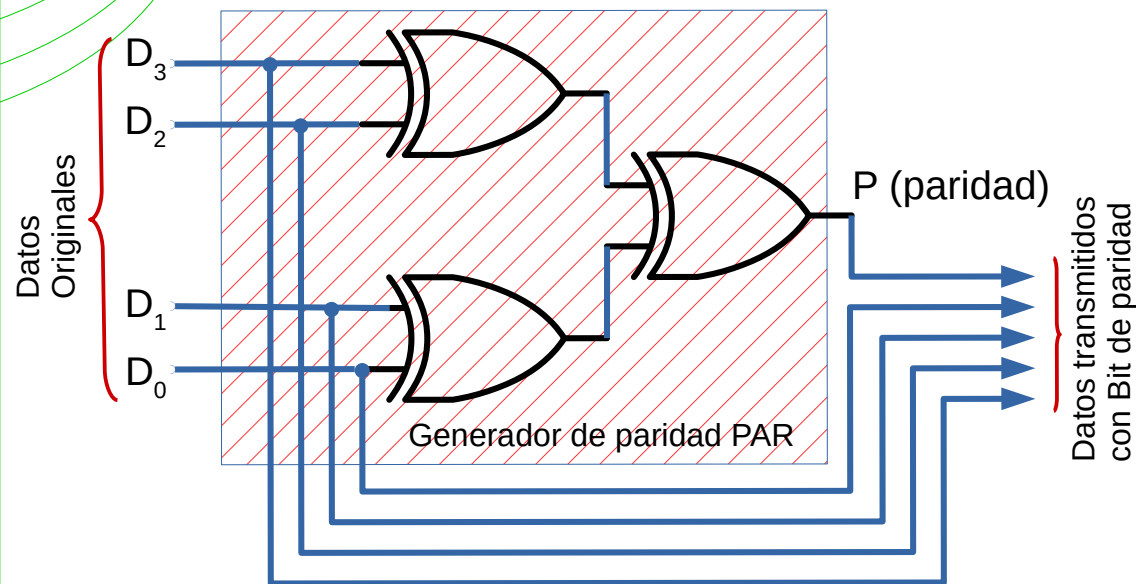 Datos
Originales
D3
D2
D1
D0
Generador de paridad PAR
P (paridad)
Datos transmitidos
con Bit de paridad